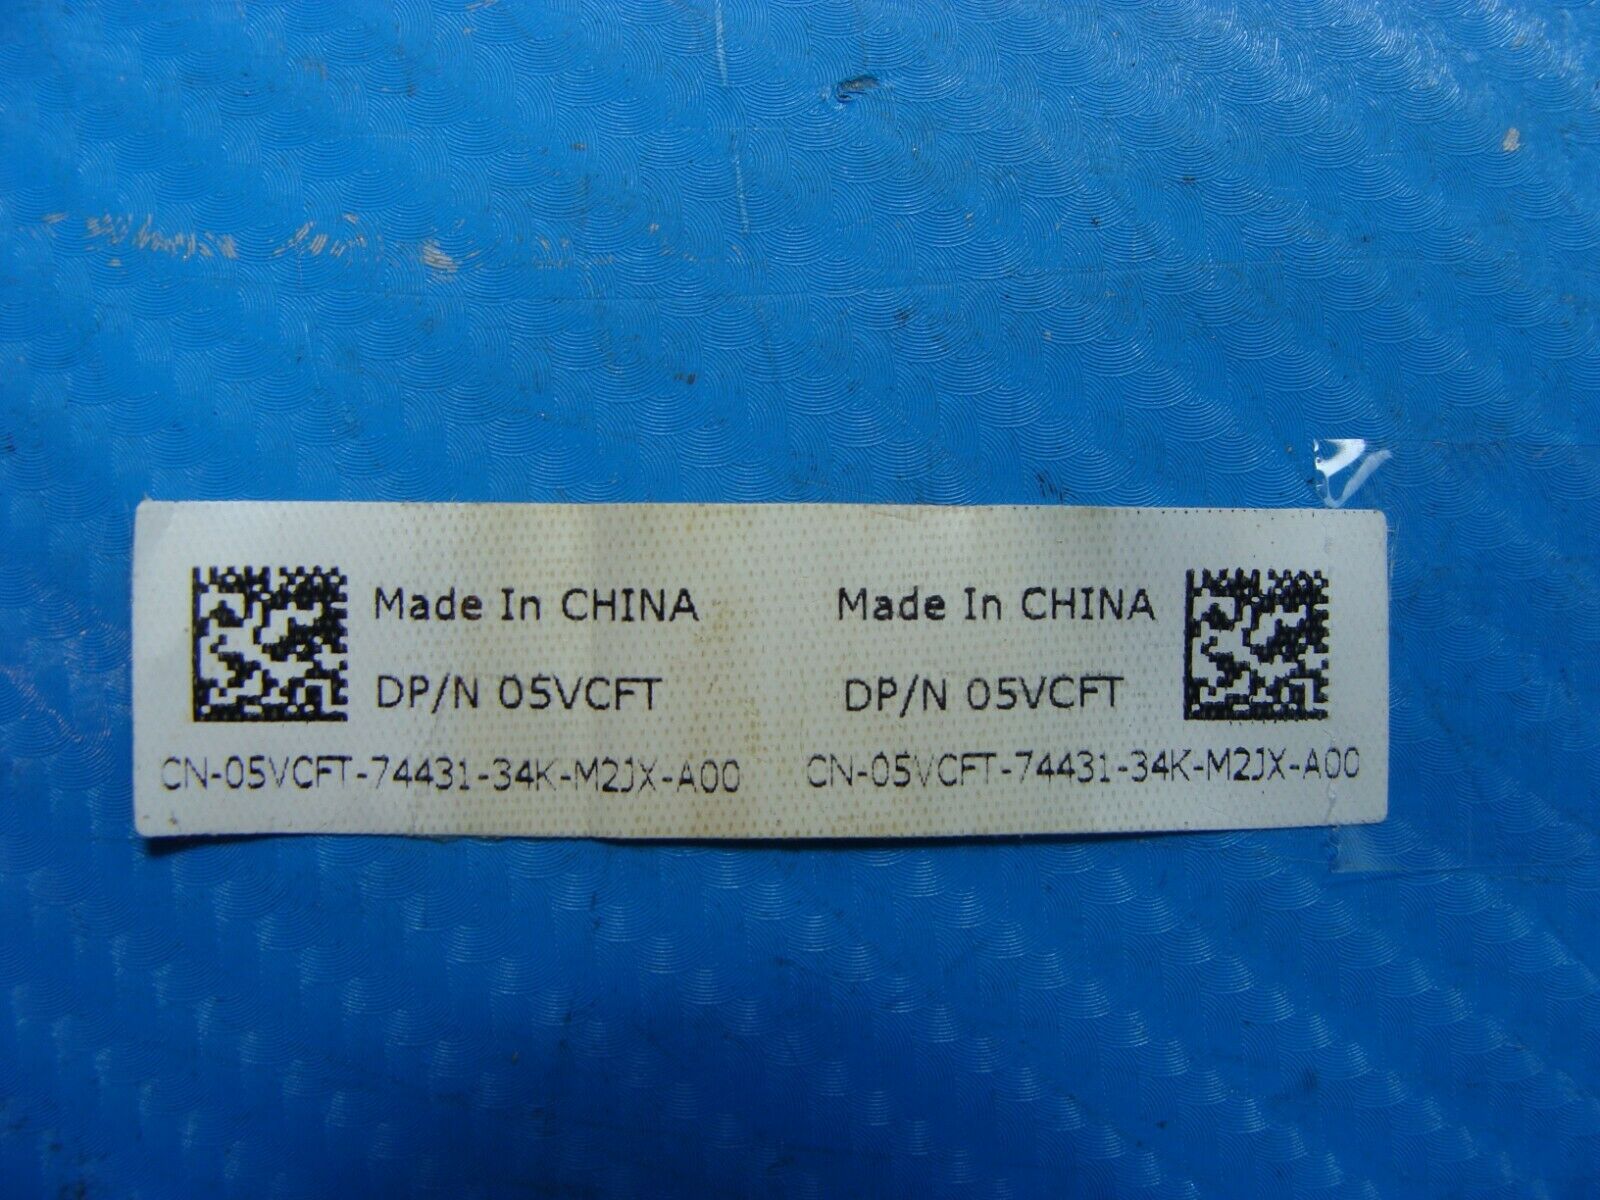 Made In CHINA
DP/N 05VCFT
CN-05VCFT-74431-34K-M2JX-A00
Made In CHINA
DP/N 05VCFT
CN-05VCFT-74431-34K-M2JX-A00